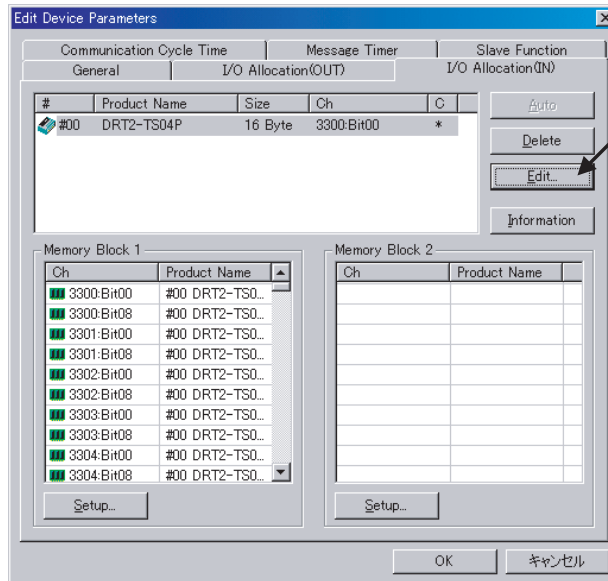 Edit Device Parameters
Communication Cycle Time Message Timer Slave Function
General I/O Allocation(OUT) I/O Allocation(IN)
# Product Name Size Ch C
#00 DRT2-TS04P 16 Byte 3300:Bit00 *
Auto
Delete
Edit...
Information
Memory Block 1
Ch Product Name
3300:Bit00 #00 DRT2-TS0...
3300:Bit08 #00 DRT2-TS0...
3301:Bit00 #00 DRT2-TS0...
3301:Bit08 #00 DRT2-TS0...
3302:Bit00 #00 DRT2-TS0...
3302:Bit08 #00 DRT2-TS0...
3303:Bit00 #00 DRT2-TS0...
3303:Bit08 #00 DRT2-TS0...
3304:Bit00 #00 DRT2-TS0...
3304:Bit08 #00 DRT2-TS0...
Setup...
Memory Block 2
Ch Product Name
Setup...
OK キャンセル